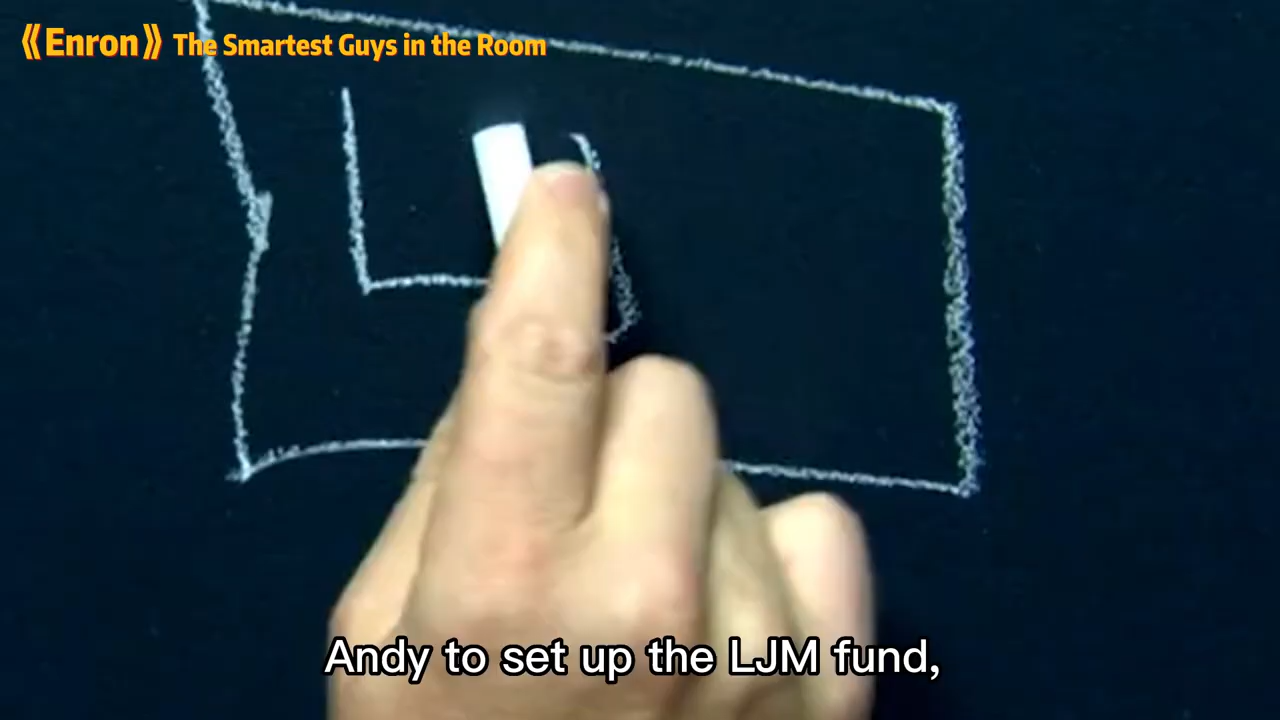 《Enron》 The Smartest Guys in the Room
L
Andy to set up the LJM fund,